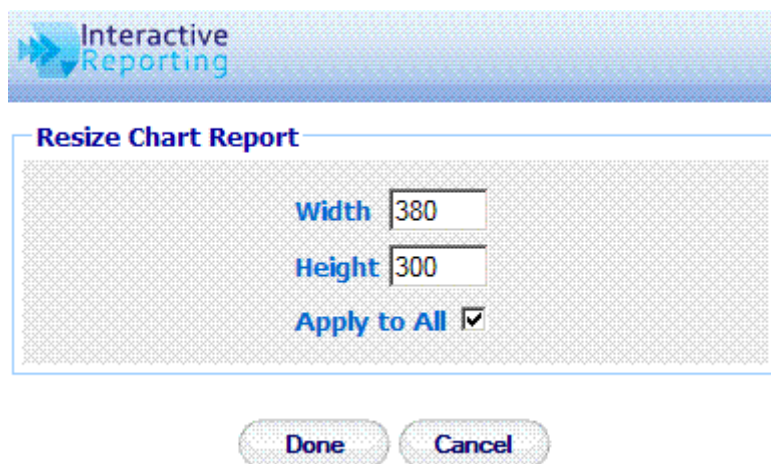 Interactive
Reporting
Resize Chart Report
Width 380
Height 300
Apply to All
Done Cancel